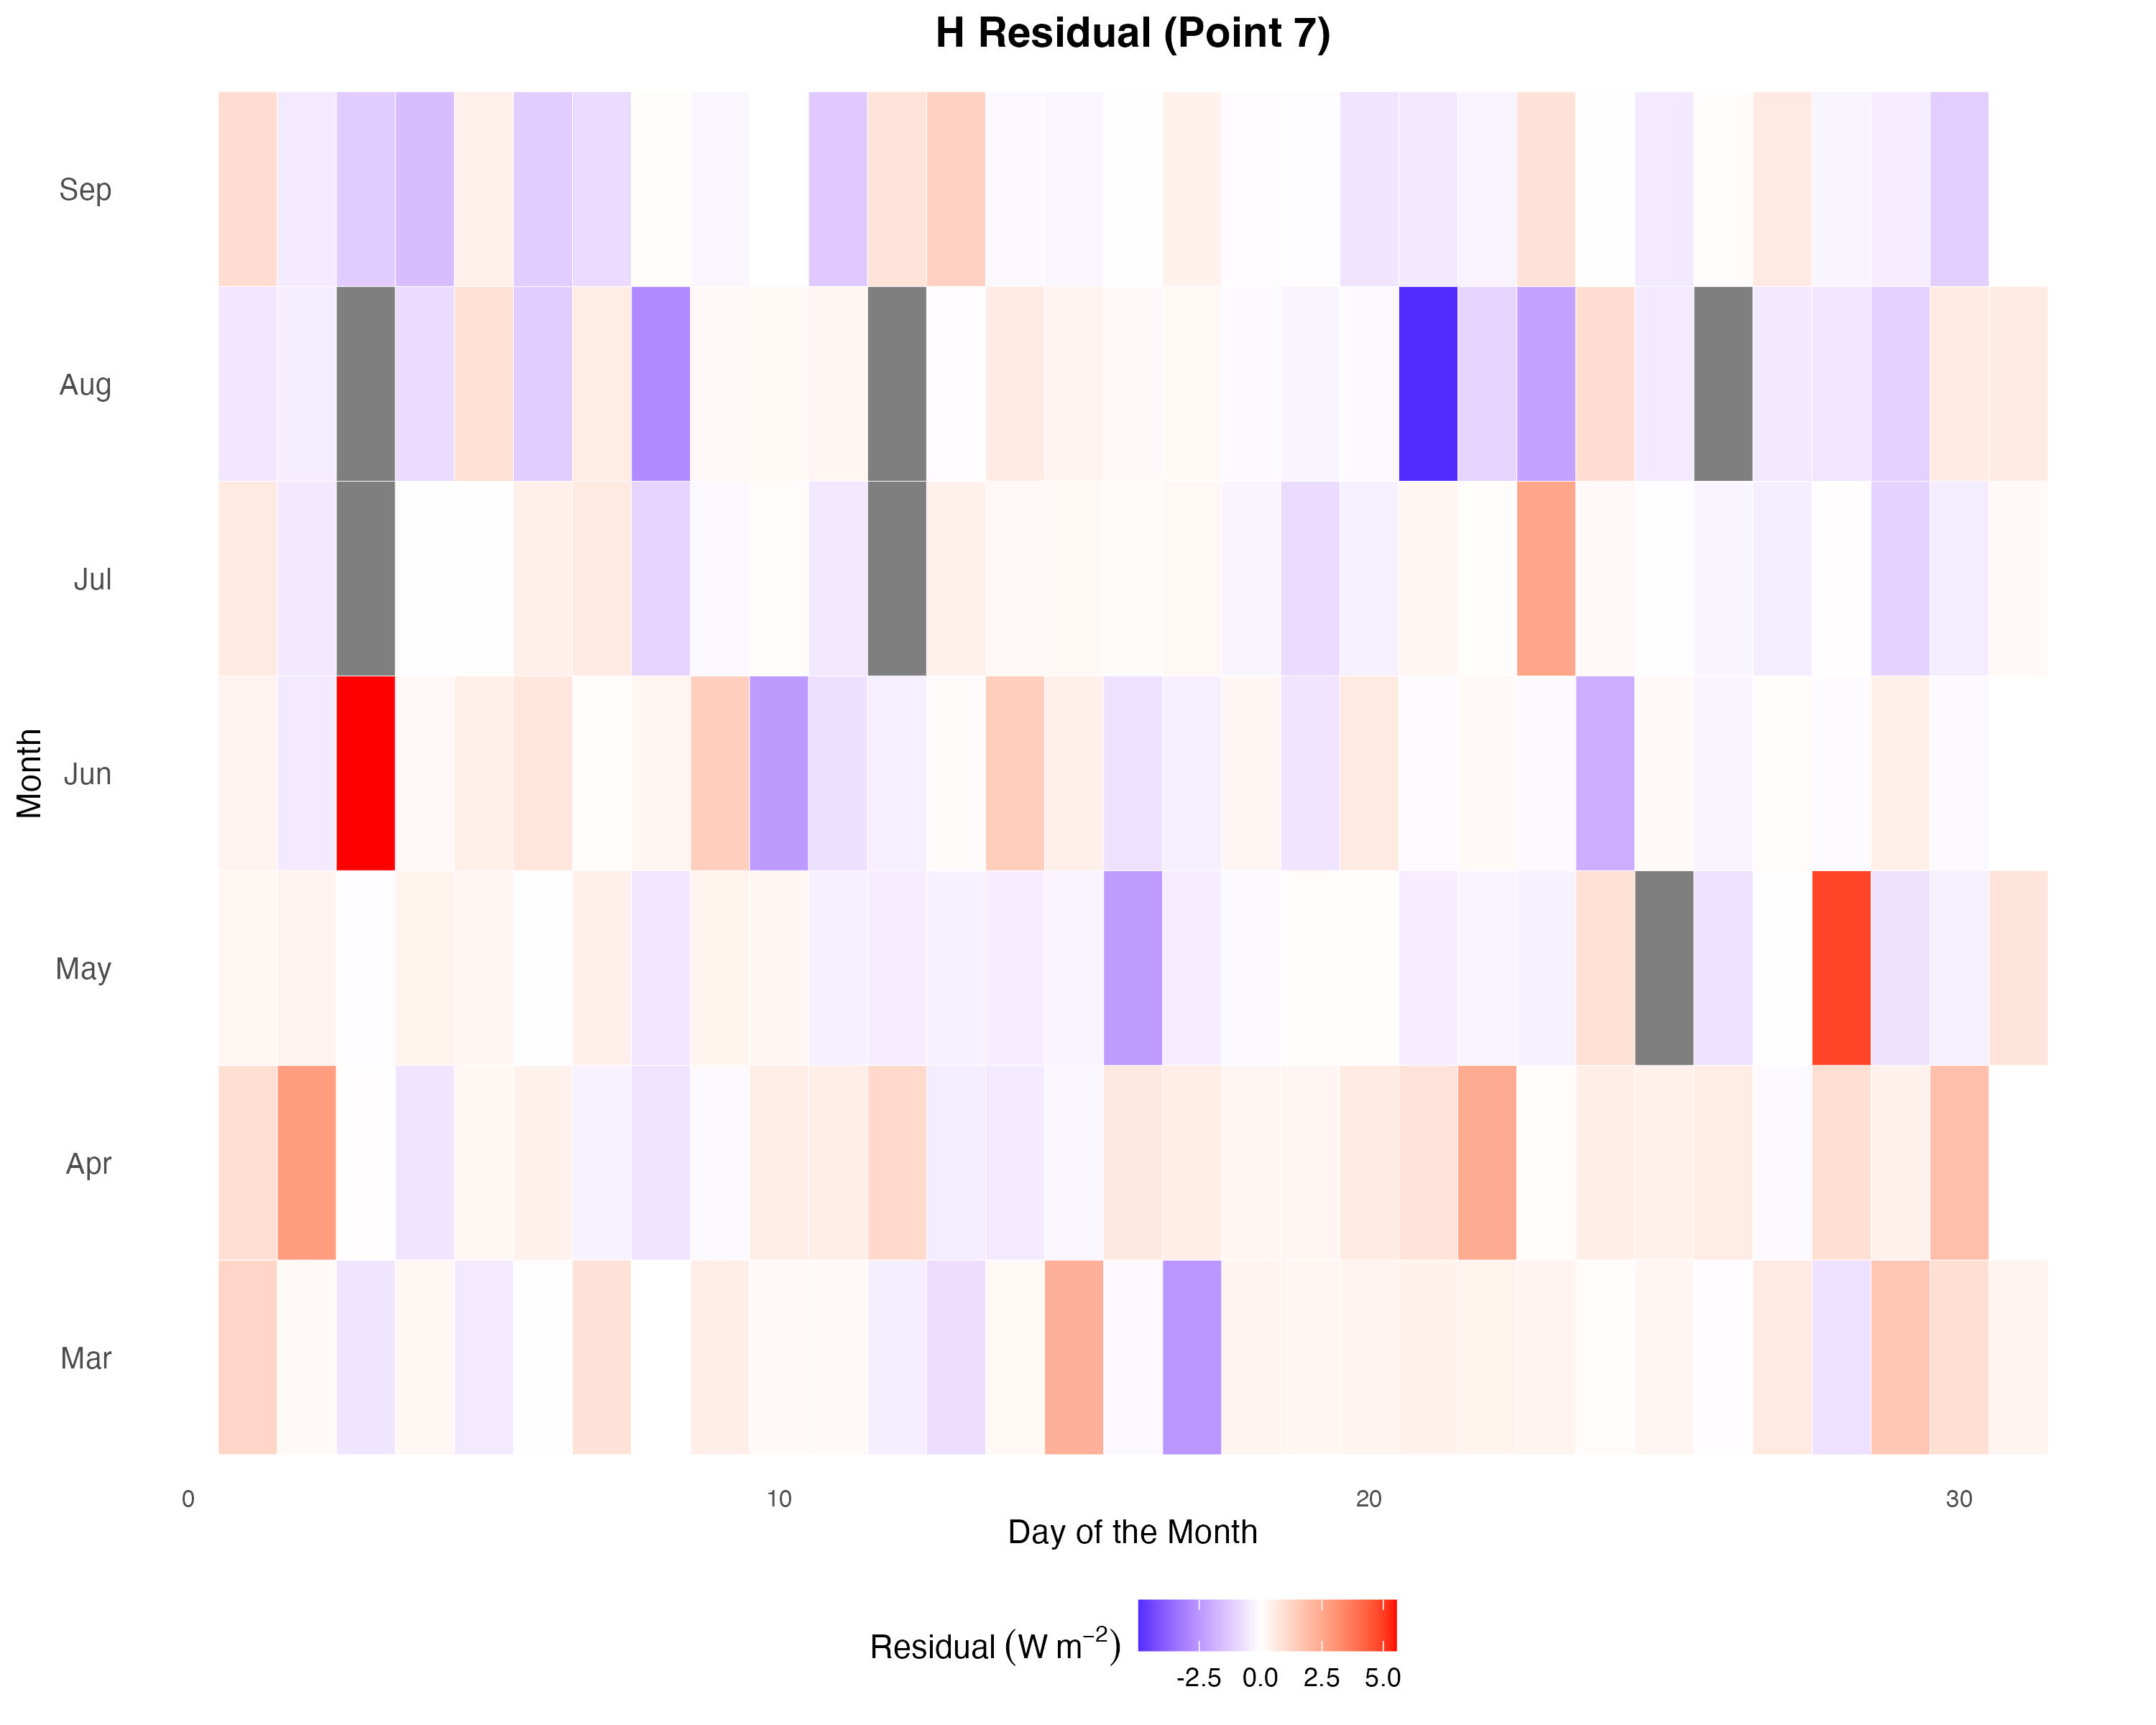 H Residual (Point 7)
Month
Sep
Aug
Jul
Jun
May
Apr
Mar
0 10 20 30
Day of the Month
Residual (W m⁻²)
-2.5 0.0 2.5 5.0